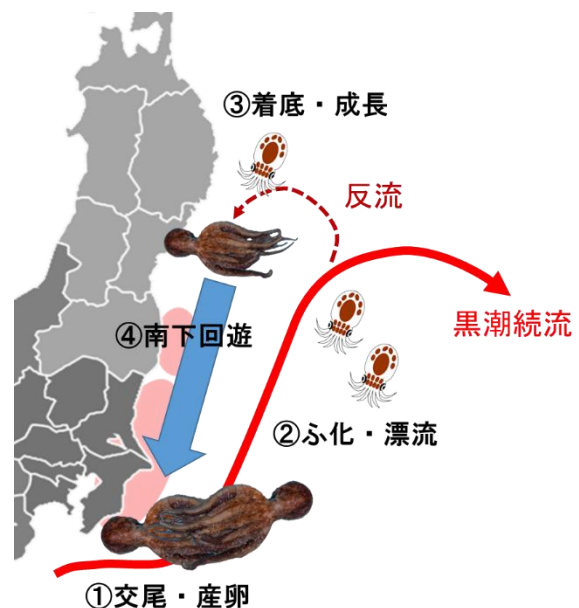 ③着底・成長
反流
④南下回遊
黒潮続流
②ふ化・漂流
①交尾・産卵